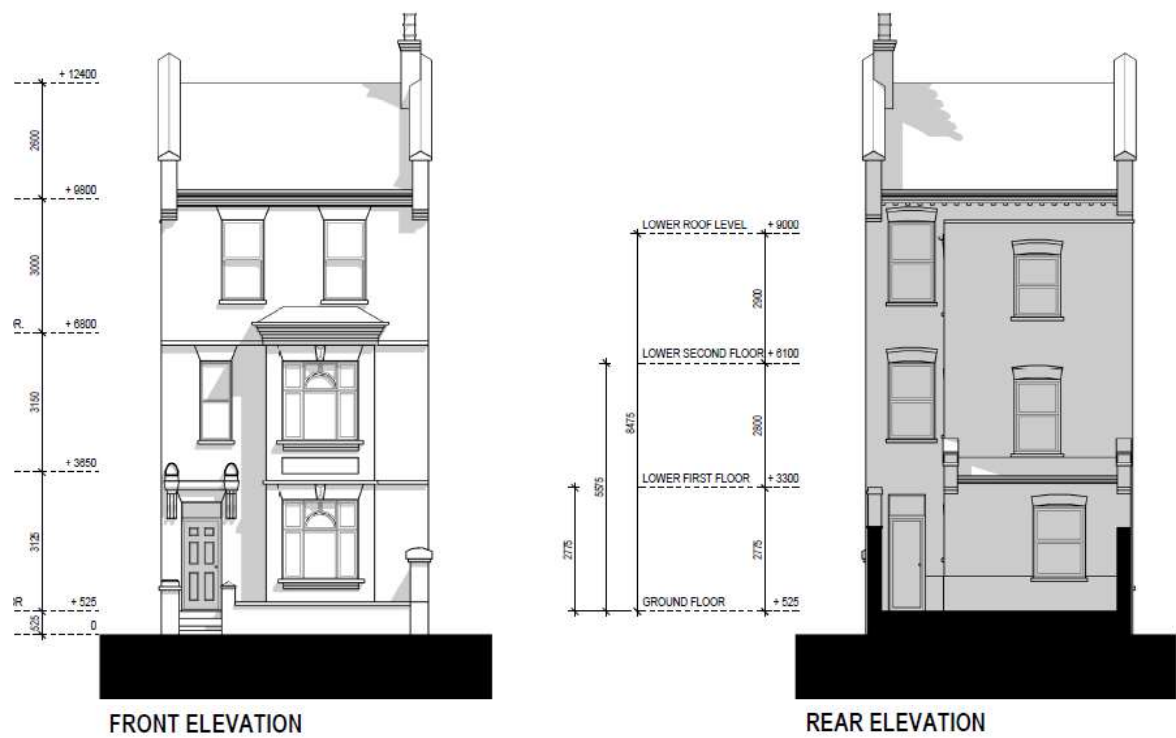 + 12400
2600
+ 9800
3000
+ 6800
3150
+ 3650
3125
+ 525
525
0
FRONT ELEVATION
LOWER ROOF LEVEL + 9000
2900
LOWER SECOND FLOOR + 6100
8475
2800
5575
LOWER FIRST FLOOR + 3300
2775
2775
GROUND FLOOR + 525
REAR ELEVATION